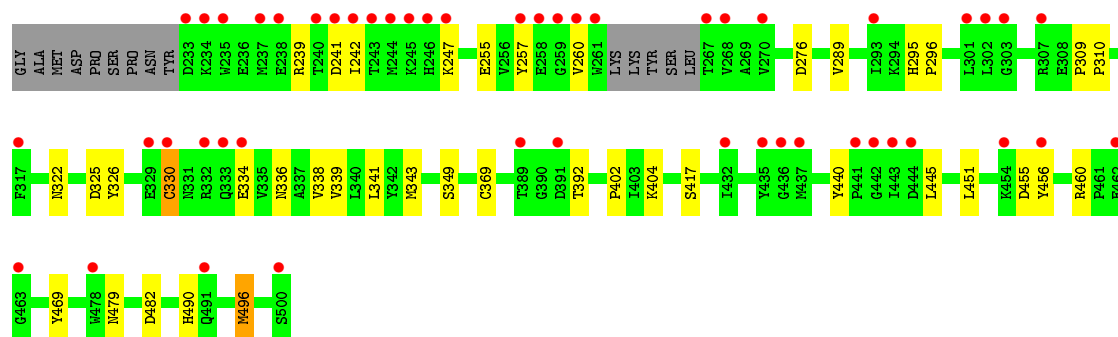 GLY ALA MET ASP PRO SER PRO ASN TYR D233 K234 W235 E236 M237 E238 R239 T240 D241 I242 T243 M244 K245 H246 K247 E255 V256 Y257 E258 G259 V260 W261 LYS LYS TYR SER LEU T267 V268 A269 V270 D276 V289 I293 K294 H295 P296 L301 L302 G303 R307 E308 P309 P310
F317 N322 D325 Y326 E329 C330 N331 R332 Q333 E334 V335 N336 A337 V338 V339 L340 L341 Y342 M343 S349 C369 T389 G390 D391 T392 P402 I403 K404 S417 I432 Y435 G436 M437 Y440 P441 G442 I443 D444 L445 L451 K454 D455 Y456 R460 P461
G463 Y469 W478 N479 D482 H490 Q491 M496 S500